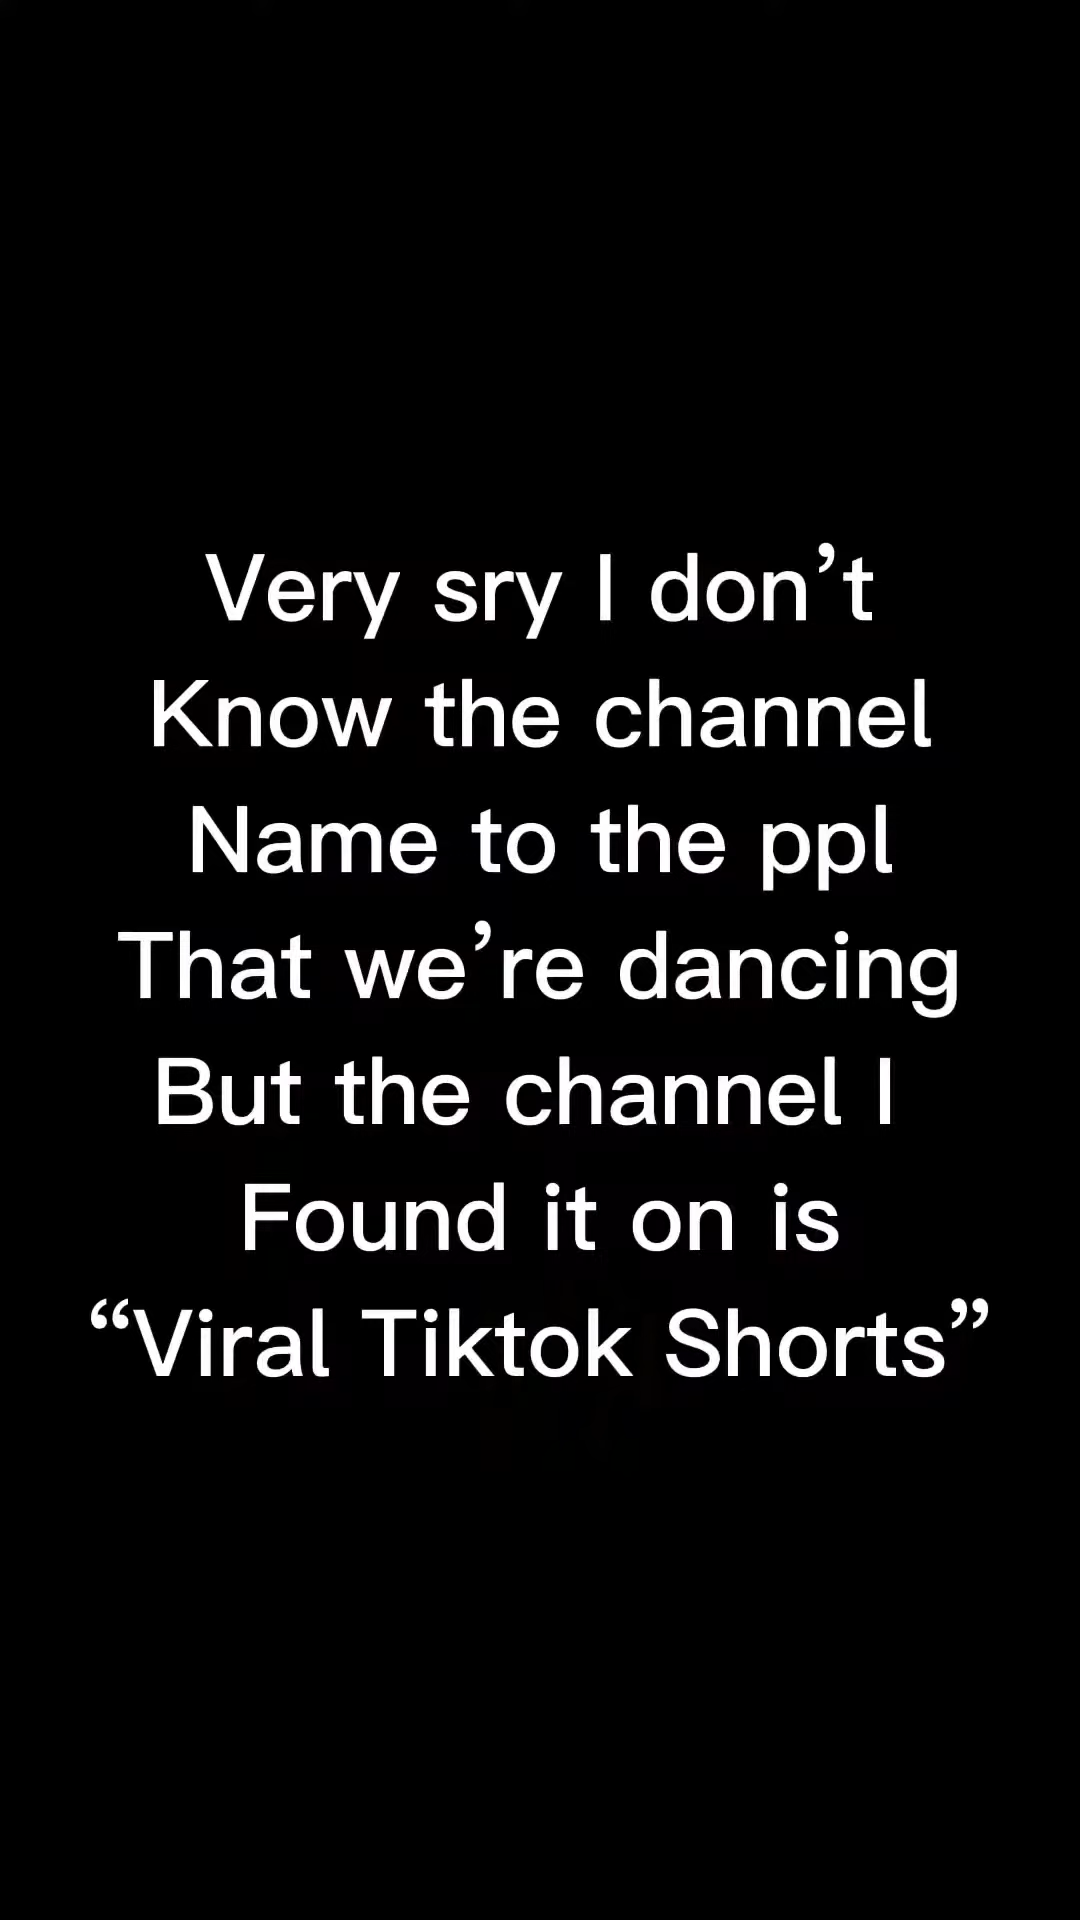 Very sry I don’t
Know the channel
Name to the ppl
That we’re dancing
But the channel I
Found it on is
“Viral Tiktok Shorts”